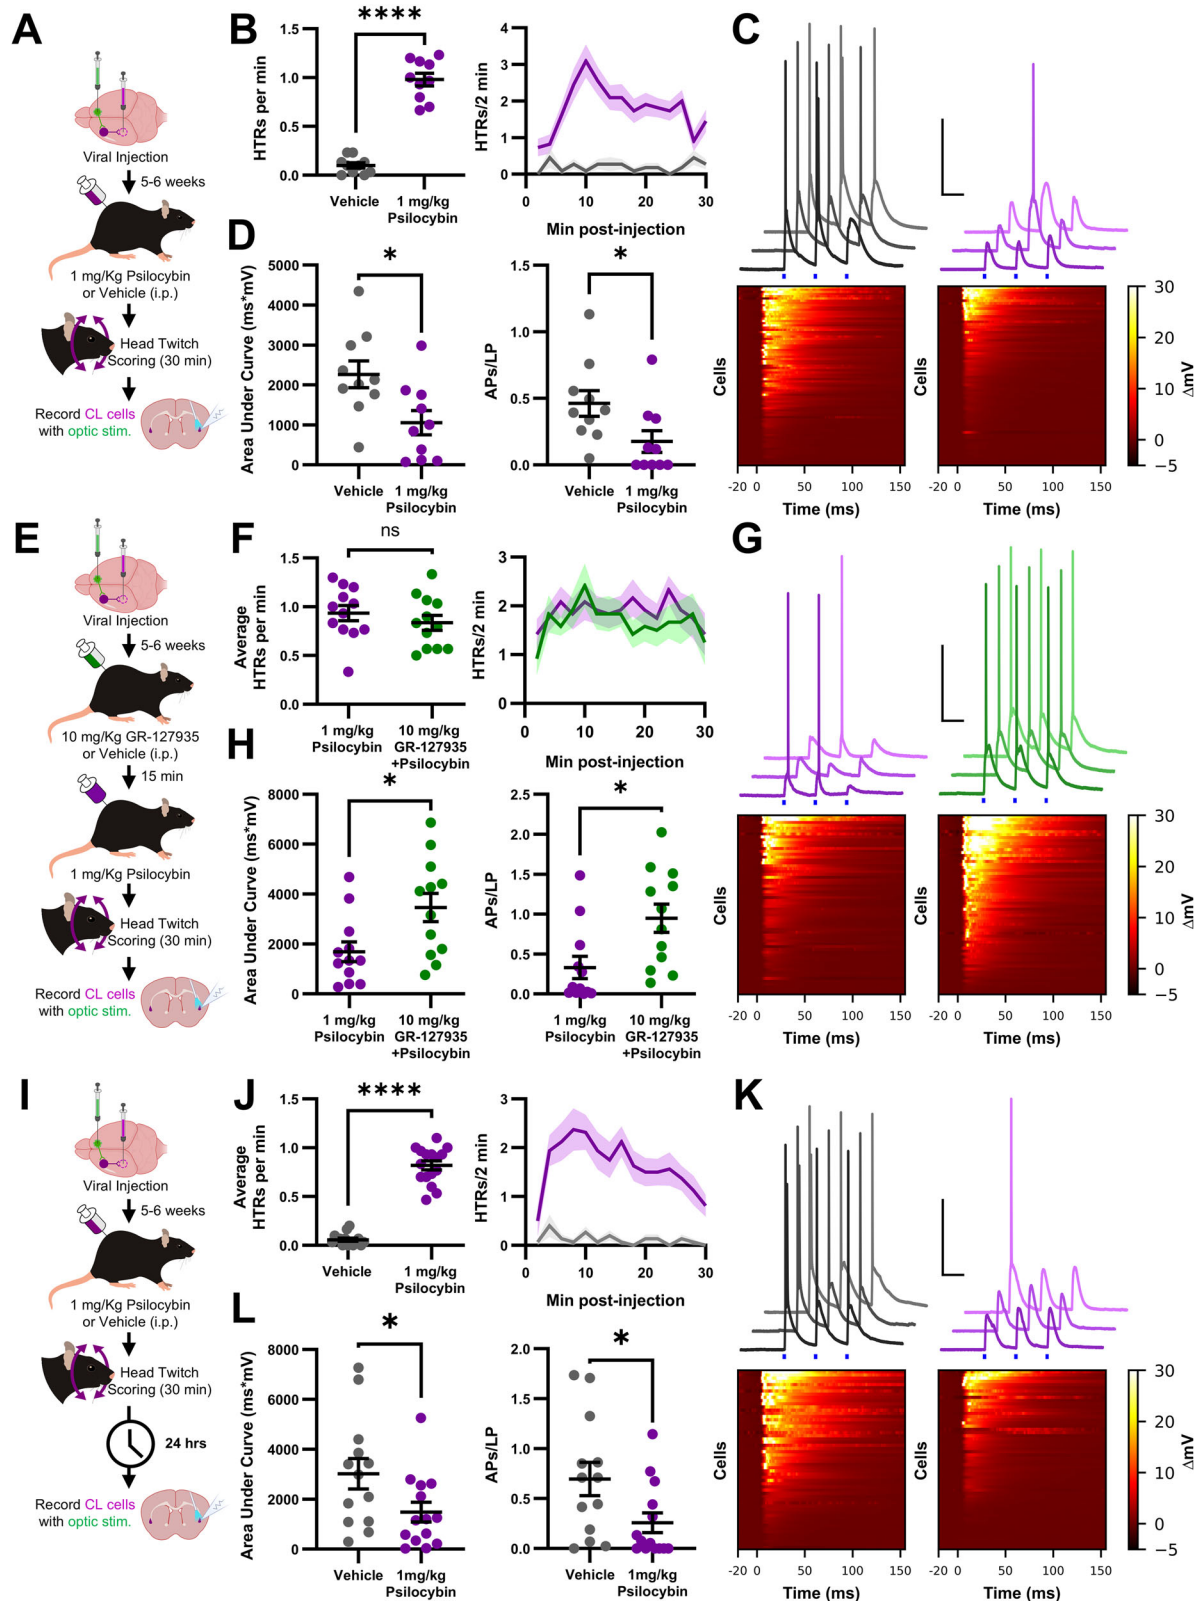 A
Viral Injection
5-6 weeks
1 mg/Kg Psilocybin
or Vehicle (i.p.)
Head Twitch
Scoring (30 min)
Record CL cells
with optic stim.
B
****
HTRs per min
1.5
1.0
0.5
0.0
Vehicle
1 mg/kg
Psilocybin
HTRs/2 min
4
3
2
1
0
0
10
20
30
Min post-injection
C
Cells
-20
0
50
100
150
Time (ms)
Cells
-20
0
50
100
150
Time (ms)
30
20
10
0
−5
ΔmV
D
*
Area Under Curve (ms*mV)
5000
4000
3000
2000
1000
0
Vehicle
1 mg/kg
Psilocybin
*
APs/LP
1.5
1.0
0.5
0.0
Vehicle
1 mg/kg
Psilocybin
E
Viral Injection
5-6 weeks
10 mg/Kg GR-127935
or Vehicle (i.p.)
15 min
1 mg/Kg Psilocybin
Head Twitch
Scoring (30 min)
Record CL cells
with optic stim.
F
ns
Average
HTRs per min
1.5
1.0
0.5
0.0
1 mg/kg
Psilocybin
10 mg/kg
GR-127935
+Psilocybin
HTRs/2 min
3
2
1
0
0
10
20
30
Min post-injection
G
Cells
-20
0
50
100
150
Time (ms)
Cells
-20
0
50
100
150
Time (ms)
30
20
10
0
−5
ΔmV
H
*
Area Under Curve (ms*mV)
8000
6000
4000
2000
0
1 mg/kg
Psilocybin
10 mg/kg
GR-127935
+Psilocybin
*
APs/LP
2.5
2.0
1.5
1.0
0.5
0.0
1 mg/kg
Psilocybin
10 mg/kg
GR-127935
+Psilocybin
I
Viral Injection
5-6 weeks
1 mg/Kg Psilocybin
or Vehicle (i.p.)
Head Twitch
Scoring (30 min)
24 hrs
Record CL cells
with optic stim.
J
****
Average
HTRs per min
1.5
1.0
0.5
0.0
Vehicle
1 mg/kg
Psilocybin
HTRs/2 min
3
2
1
0
0
10
20
30
Min post-injection
K
Cells
-20
0
50
100
150
Time (ms)
Cells
-20
0
50
100
150
Time (ms)
30
20
10
0
−5
ΔmV
L
*
Area Under Curve (ms*mV)
8000
6000
4000
2000
0
Vehicle
1mg/kg
Psilocybin
*
APs/LP
2.0
1.5
1.0
0.5
0.0
Vehicle
1mg/kg
Psilocybin